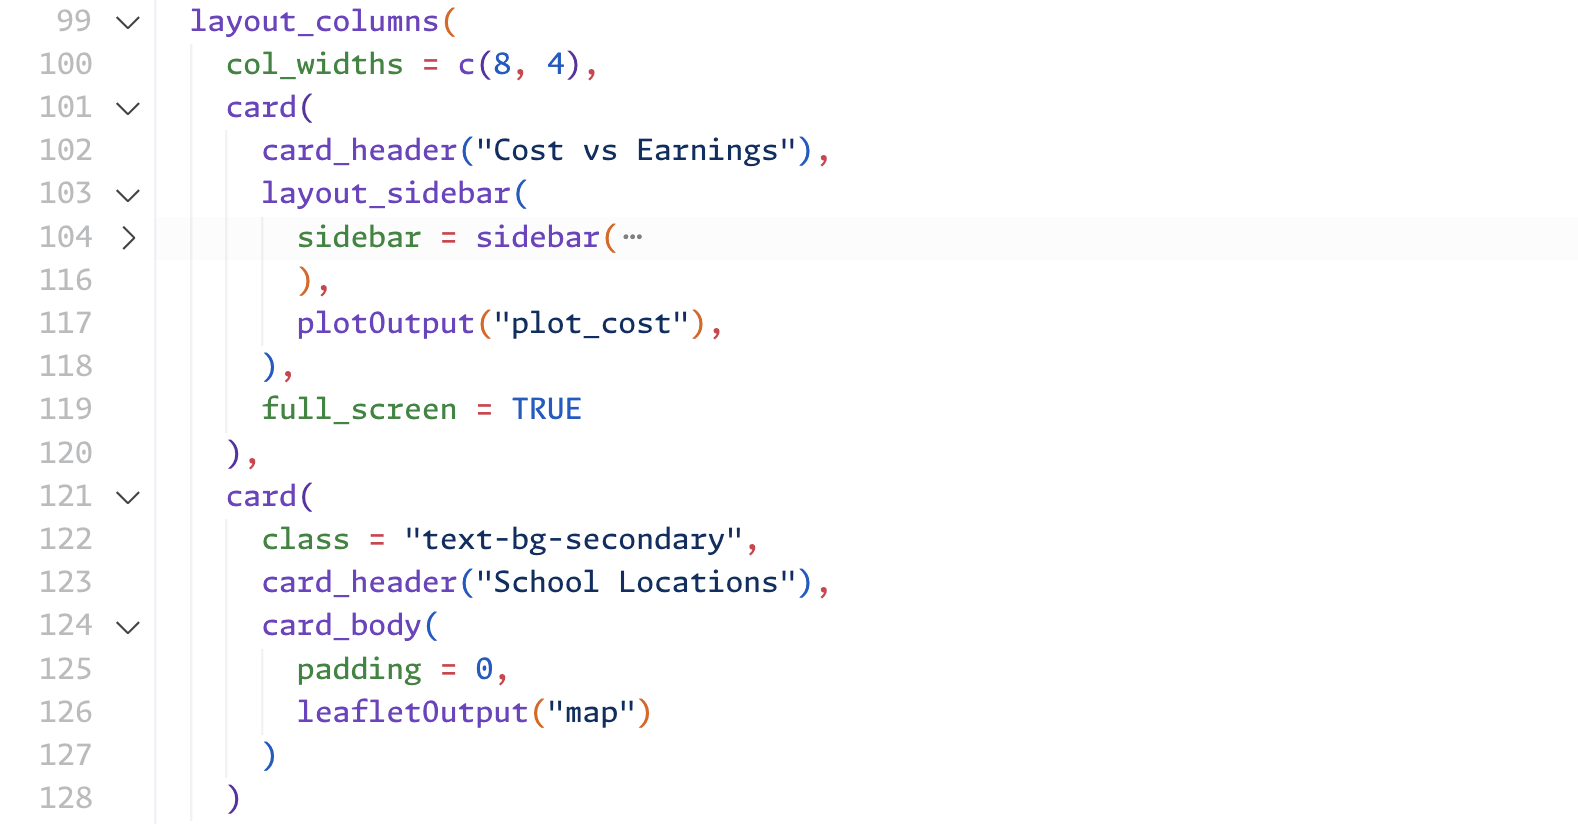 99 layout_columns(
100 col_widths = c(8, 4),
101 card(
102 card_header("Cost vs Earnings"),
103 layout_sidebar(
104 sidebar = sidebar(⋯
116 ),
117 plotOutput("plot_cost"),
118 ),
119 full_screen = TRUE
120 ),
121 card(
122 class = "text-bg-secondary",
123 card_header("School Locations"),
124 card_body(
125 padding = 0,
126 leafletOutput("map")
127 )
128 )